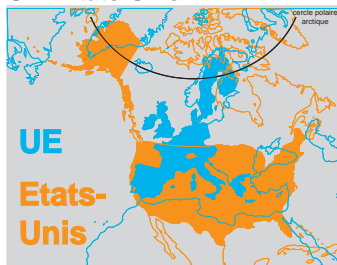 cercle polaire
arctique
UE
Etats-
Unis